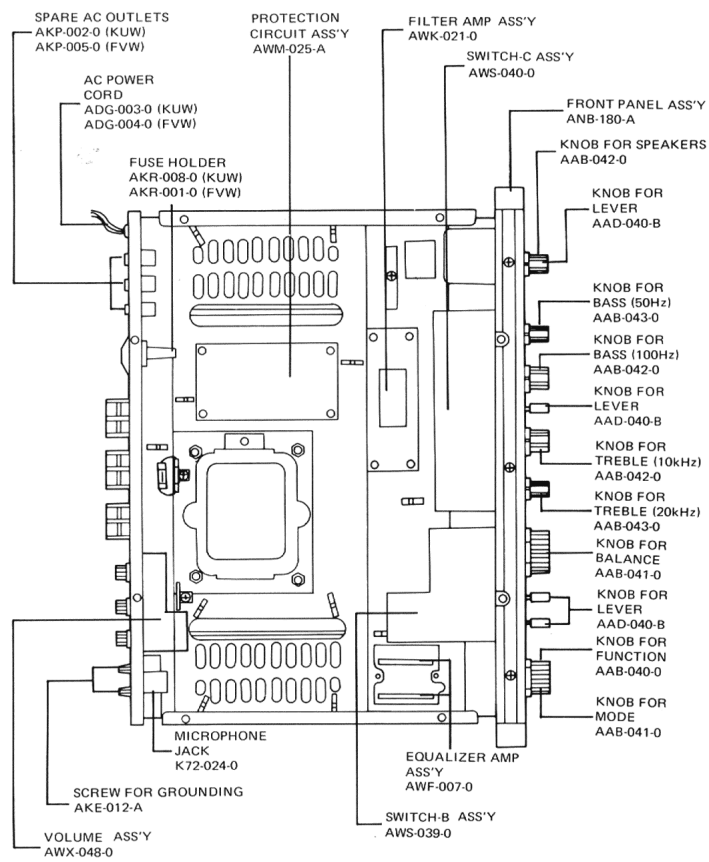 SPARE AC OUTLETS
AKP-002-0 (KUW)
AKP-005-0 (FVW)
AC POWER
CORD
ADG-003-0 (KUW)
ADG-004-0 (FVW)
FUSE HOLDER
AKR-008-0 (KUW)
AKR-001-0 (FVW)
PROTECTION
CIRCUIT ASS'Y
AWM-025-A
FILTER AMP ASS'Y
AWK-021-0
SWITCH-C ASS'Y
AWS-040-0
FRONT PANEL ASS'Y
ANB-180-A
KNOB FOR SPEAKERS
AAB-042-0
KNOB FOR
LEVER
AAD-040-B
KNOB FOR
BASS (50Hz)
AAB-043-0
KNOB FOR
BASS (100Hz)
AAB-042-0
KNOB FOR
LEVER
AAD-040-B
KNOB FOR
TREBLE (10kHz)
AAB-042-0
KNOB FOR
TREBLE (20kHz)
AAB-043-0
KNOB FOR
BALANCE
AAB-041-0
KNOB FOR
LEVER
AAD-040-B
KNOB FOR
FUNCTION
AAB-040-0
KNOB FOR
MODE
AAB-041-0
MICROPHONE
JACK
K72-024-0
SCREW FOR GROUNDING
AKE-012-A
VOLUME ASS'Y
AWX-048-0
EQUALIZER AMP
ASS'Y
AWF-007-0
SWITCH-B ASS'Y
AWS-039-0